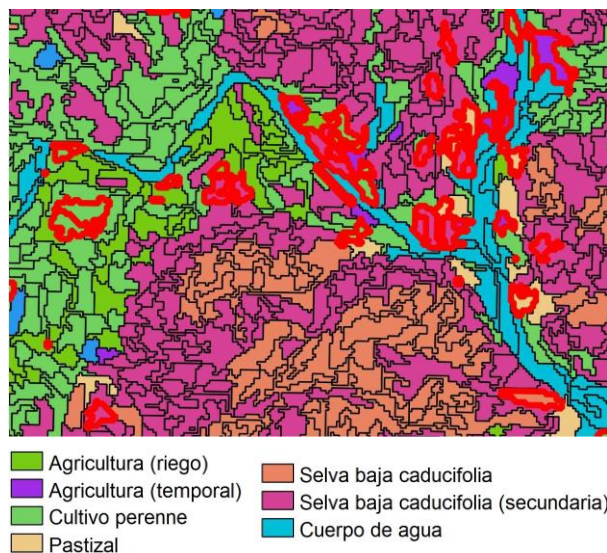 Agricultura (riego)
Agricultura (temporal)
Cultivo perenne
Pastizal
Selva baja caducifolia
Selva baja caducifolia (secundaria)
Cuerpo de agua